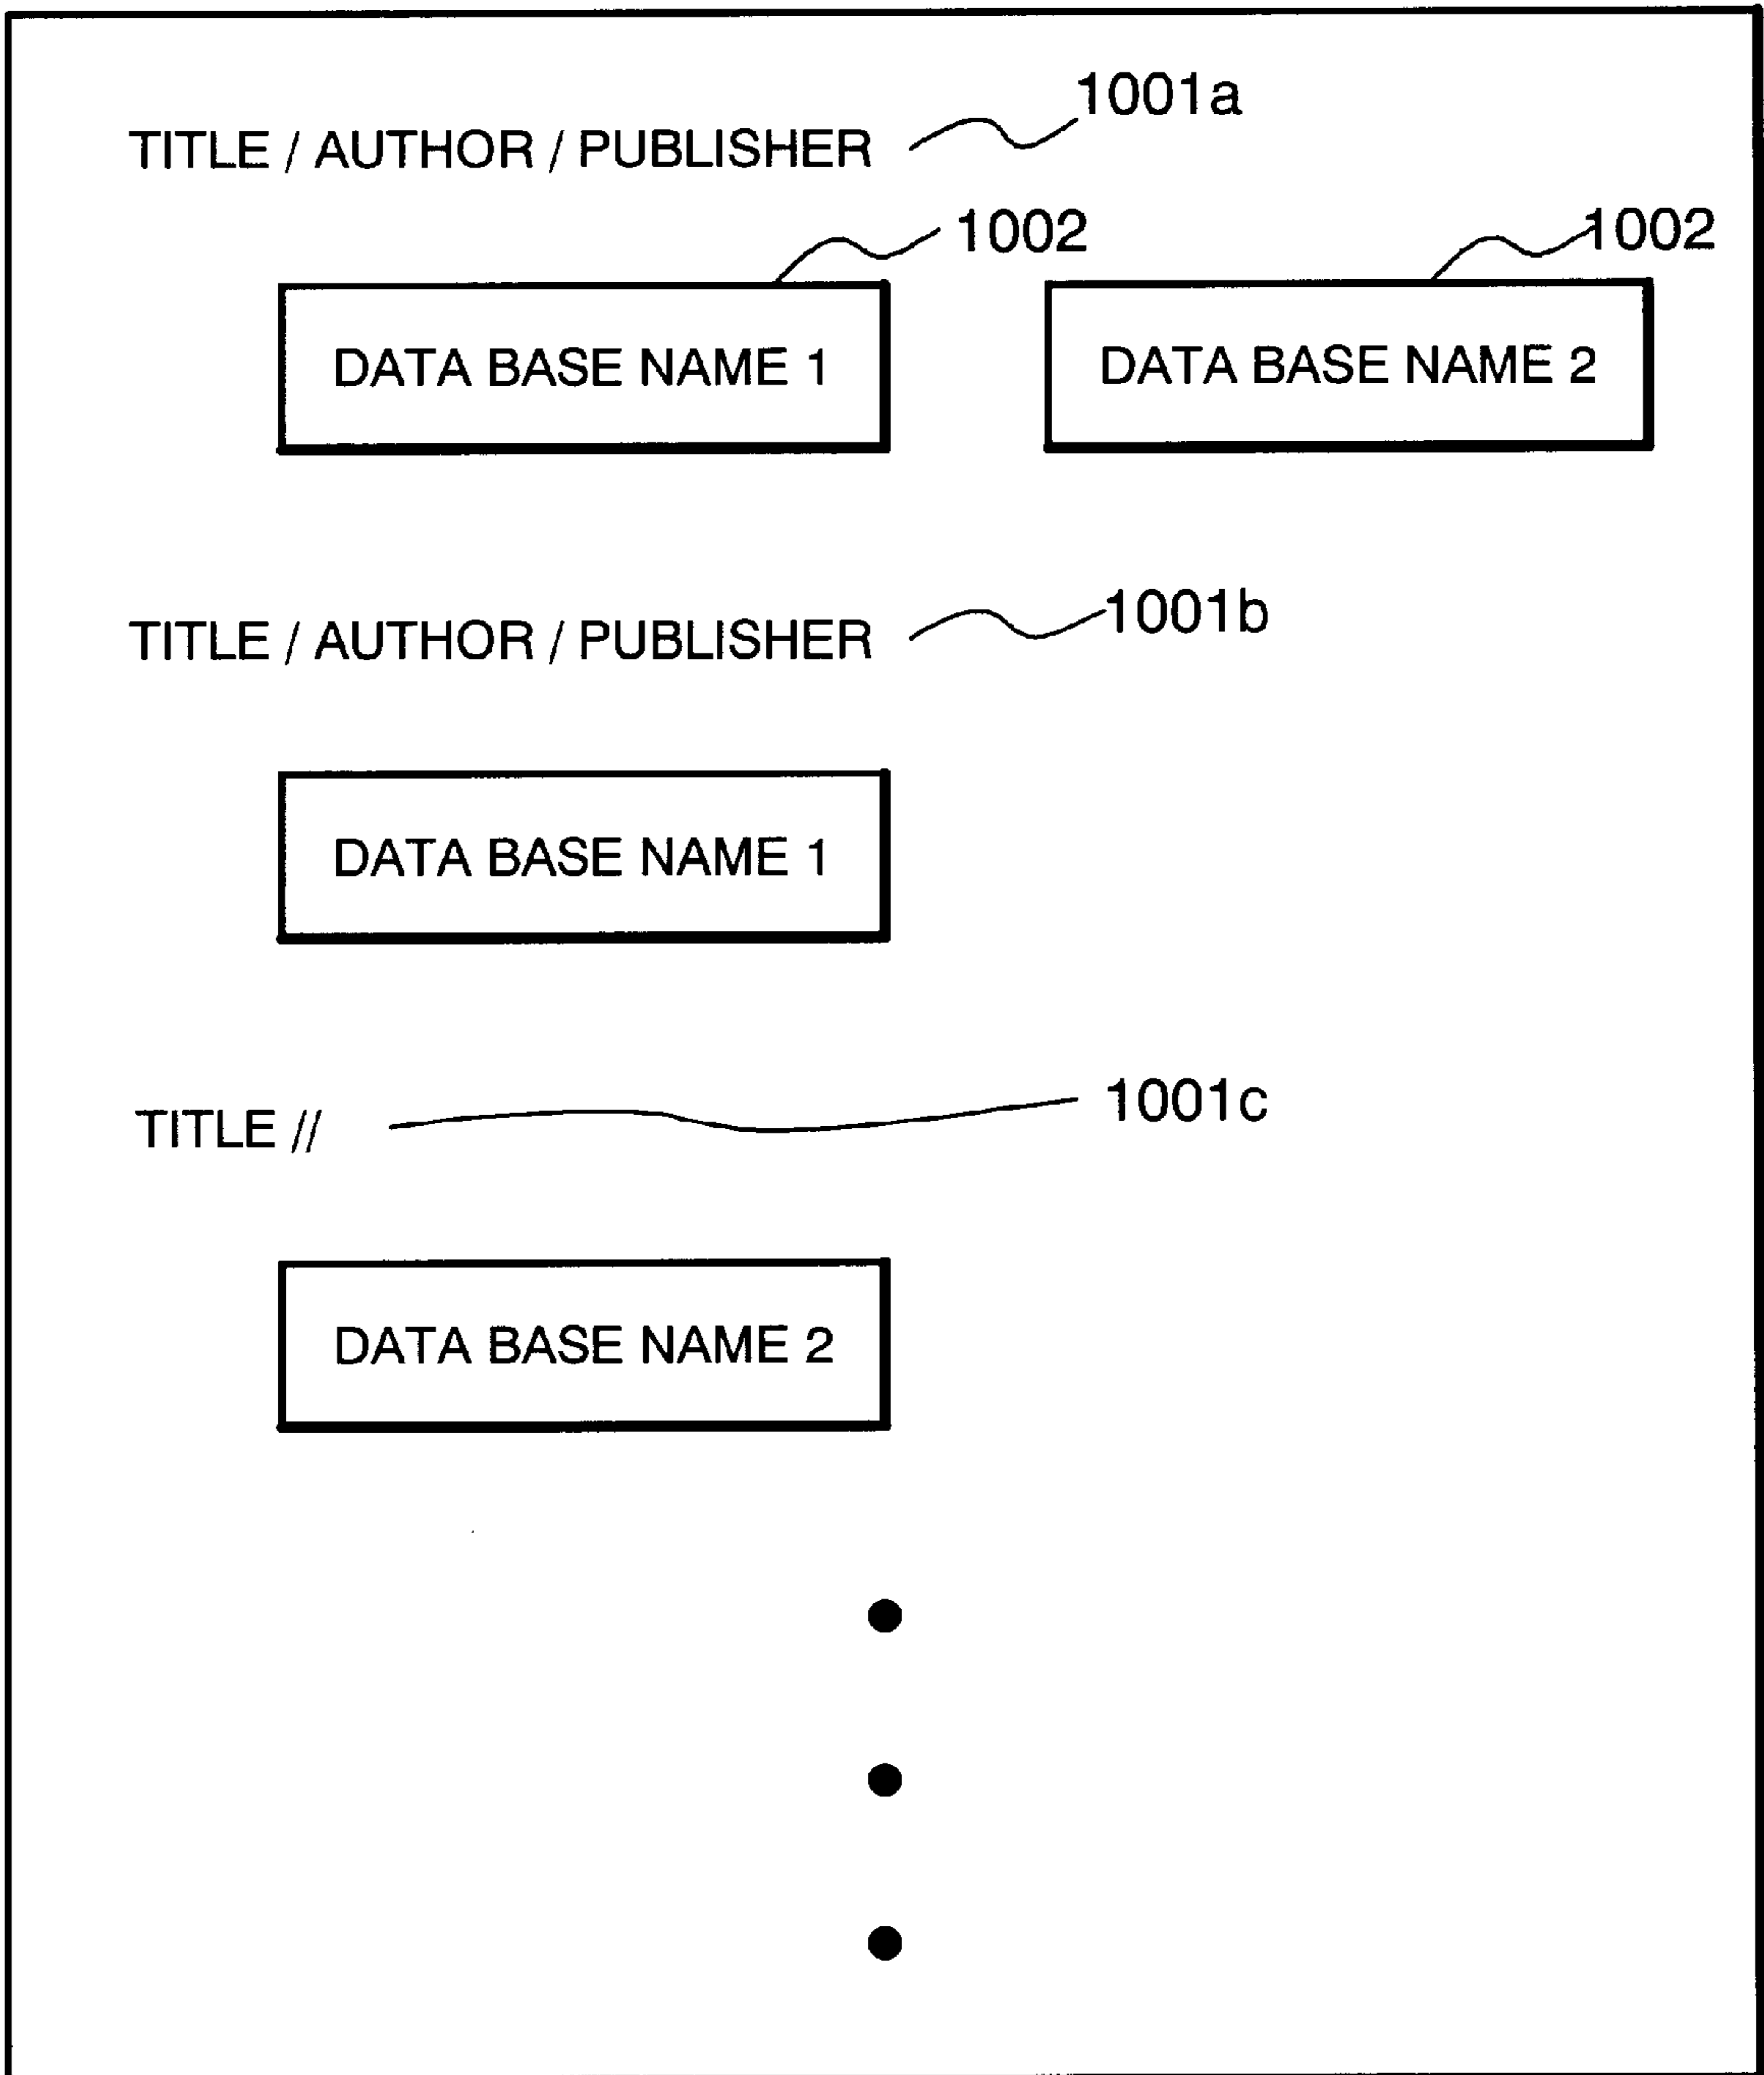 1001a
TITLE / AUTHOR / PUBLISHER
1002 1002
DATA BASE NAME 1 DATA BASE NAME 2
1001b
TITLE / AUTHOR / PUBLISHER
DATA BASE NAME 1
1001c
TITLE //
DATA BASE NAME 2